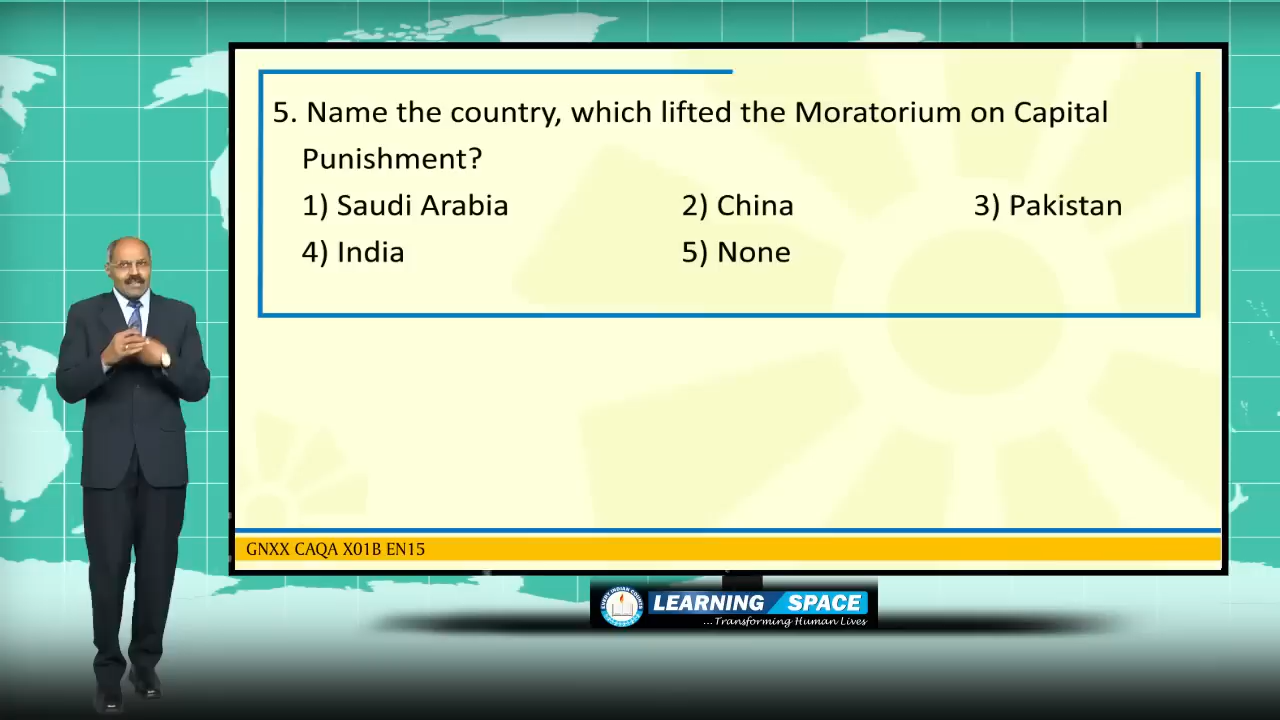 5. Name the country, which lifted the Moratorium on Capital
Punishment?
1) Saudi Arabia 2) China 3) Pakistan
4) India 5) None
GNXX CAQA X01B EN15
LEARNING SPACE
...Transforming Human Lives